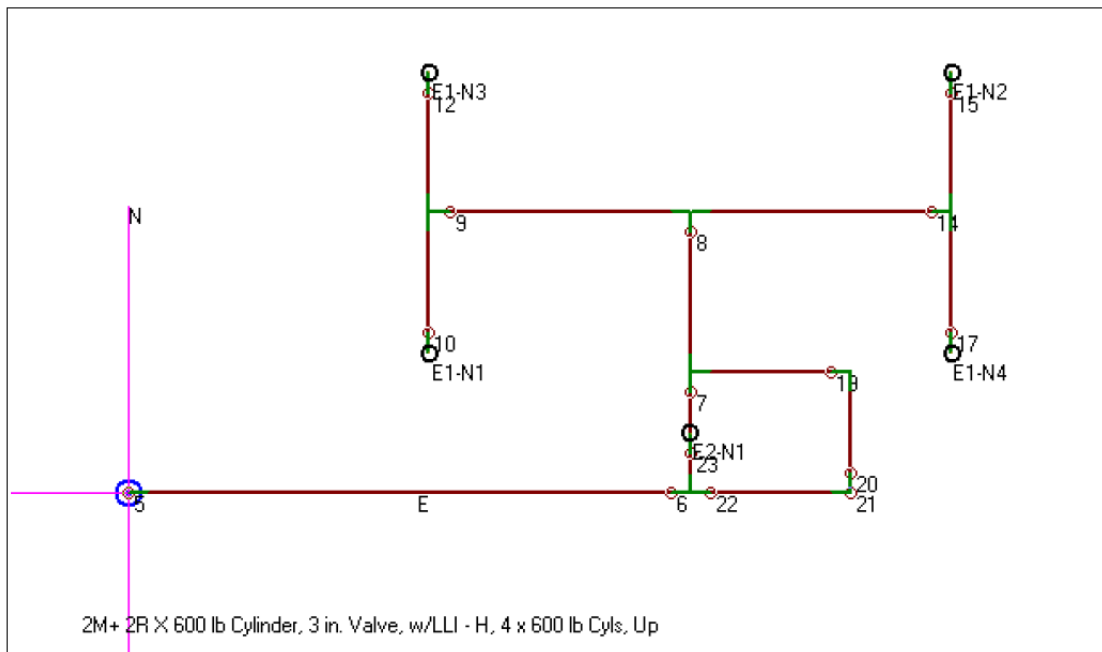 E1-N3
12
E1-N2
15
N
9
14
8
10
E1-N1
17
E1-N4
19
7
E2-N1
23
20
5
E
6
22
21
2M+ 2R X 600 lb Cylinder, 3 in. Valve, w/LLI - H, 4 x 600 lb Cyls, Up